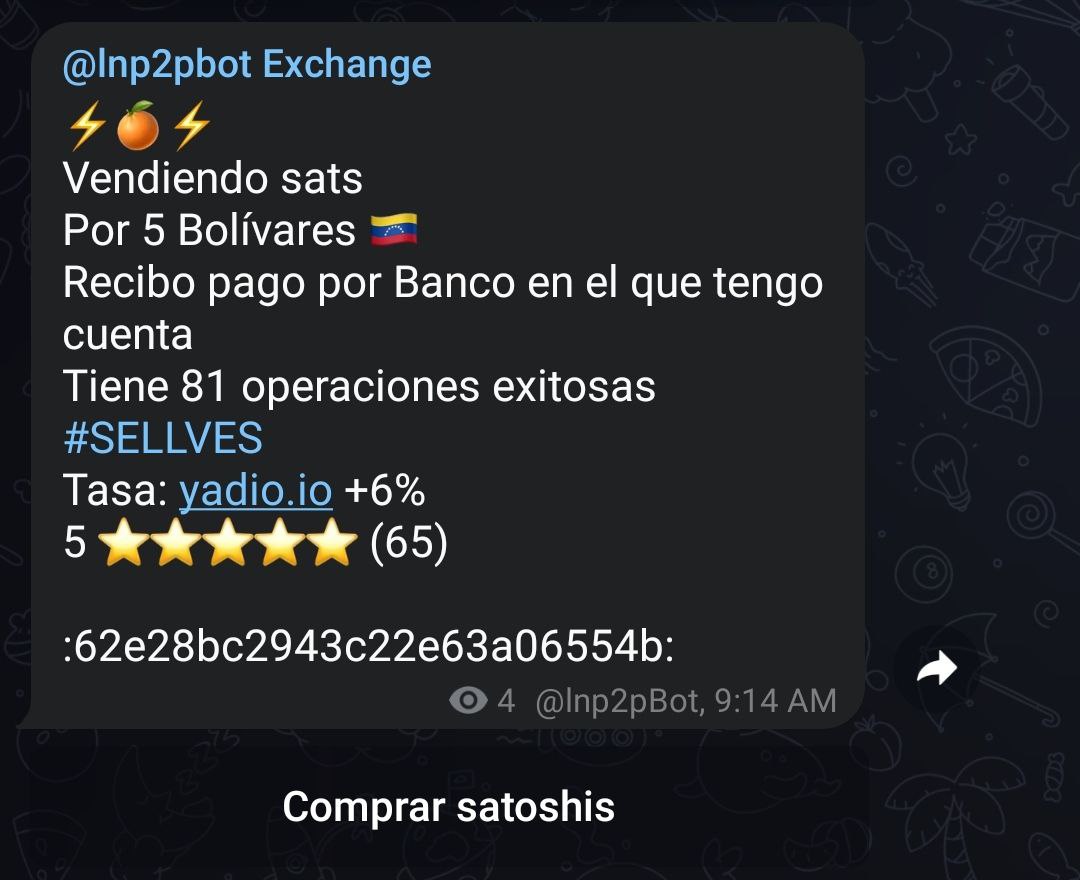 @lnp2pbot Exchange
⚡🍊⚡
Vendiendo sats
Por 5 Bolívares 🇻🇪
Recibo pago por Banco en el que tengo
cuenta
Tiene 81 operaciones exitosas
#SELLVES
Tasa: yadio.io +6%
5 ⭐⭐⭐⭐⭐ (65)
:62e28bc2943c22e63a06554b:
4 @lnp2pBot, 9:14 AM
Comprar satoshis